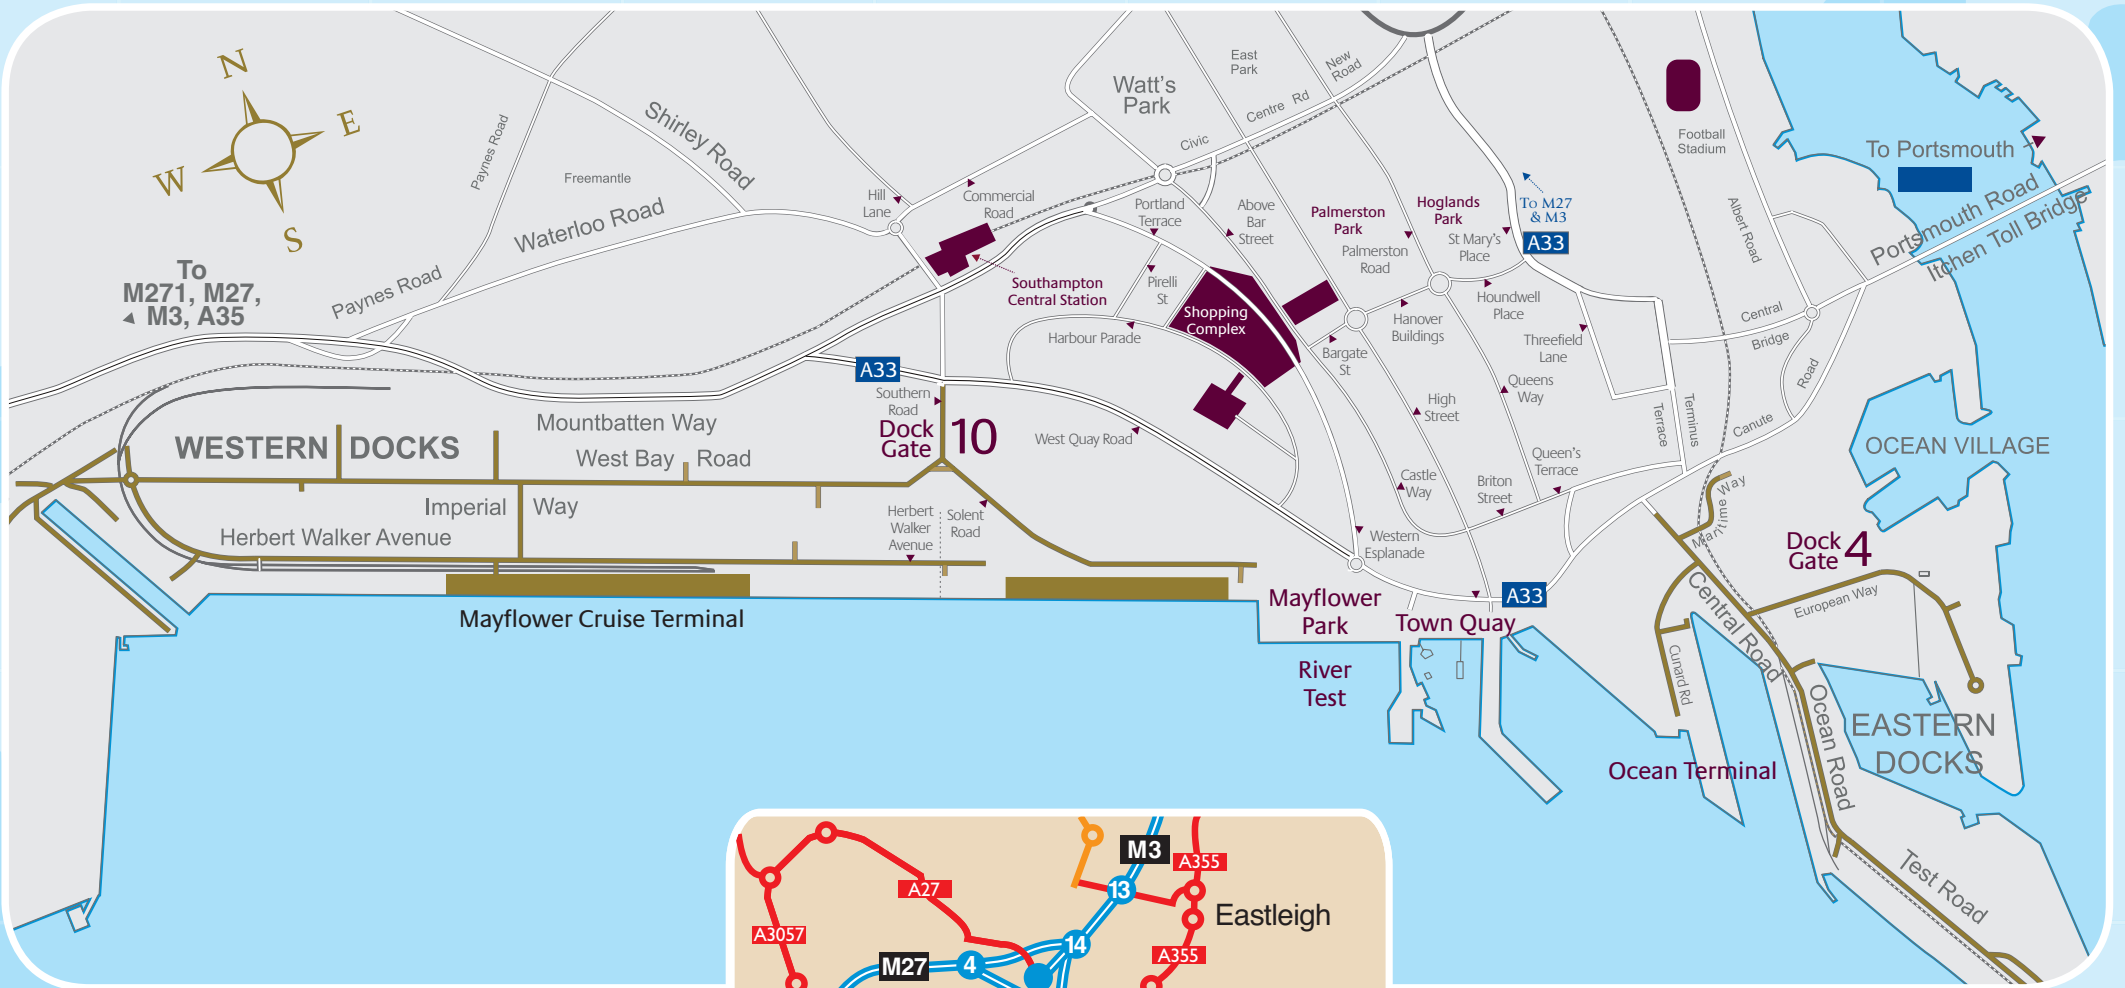 N
E
W
S
To
M271, M27,
M3, A35
Paynes Road
Shirley Road
Freemantle
Waterloo Road
Paynes Road
Hill
Lane
Commercial
Road
Southampton
Central Station
Watt's
Park
East
Park
New
Road
Civic
Centre Rd
Portland
Terrace
Above
Bar
Street
Pirelli
St
Palmerston
Park
Palmerston
Road
Hoglands
Park
St Mary's
Place
To M27
& M3
A33
Football
Stadium
Albert Road
To Portsmouth
Portsmouth Road
Itchen Toll Bridge
Shopping
Complex
Harbour Parade
Bargate
St
Hanover
Buildings
Houndwell
Place
Threefield
Lane
Central
Bridge
Road
Canute
Terrace
Terminus
Queens
Way
High
Street
Castle
Way
Briton
Street
Queen's
Terrace
Western
Esplanade
West Quay Road
A33
Southern
Road
Dock
Gate
10
WESTERN DOCKS
Mountbatten Way
West Bay Road
Imperial Way
Herbert Walker Avenue
Herbert
Walker
Avenue
Solent
Road
Mayflower Cruise Terminal
Mayflower
Park
Town Quay
A33
River
Test
OCEAN VILLAGE
Maritime Way
Dock
Gate 4
European Way
Central Road
Cunard Rd
Ocean Road
EASTERN
DOCKS
Ocean Terminal
Test Road
M3
A355
13
A27
Eastleigh
A3057
14
A355
M27
4